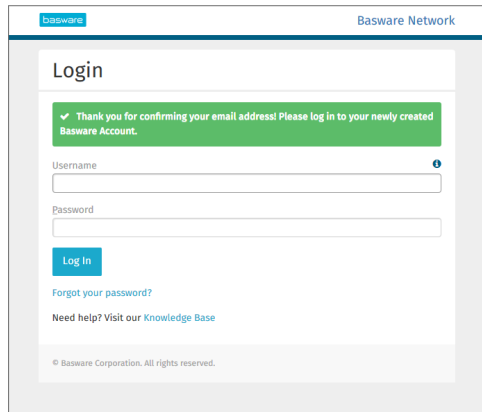 basware
Basware Network
Login
✔ Thank you for confirming your email address! Please log in to your newly created
Basware Account.
Username
Password
Log In
Forgot your password?
Need help? Visit our Knowledge Base
© Basware Corporation. All rights reserved.